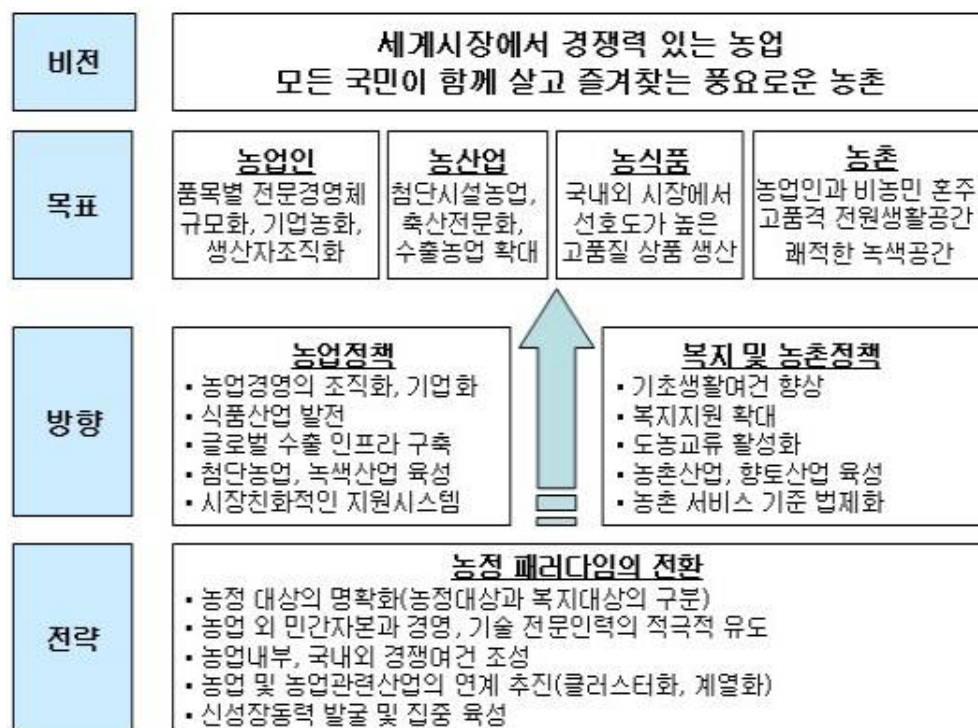 비전
세계시장에서 경쟁력 있는 농업
모든 국민이 함께 살고 즐겨찾는 풍요로운 농촌
목표
농업인
품목별 전문경영체
규모화, 기업농화,
생산자조직화
농산업
첨단시설농업,
축산전문화,
수출농업 확대
농식품
국내외 시장에서
선호도가 높은
고품질 상품 생산
농촌
농업인과 비농민 혼주
고품격 전원생활공간
쾌적한 녹색공간
방향
농업정책
▪ 농업경영의 조직화, 기업화
▪ 식품산업 발전
▪ 글로벌 수출 인프라 구축
▪ 첨단농업, 녹색산업 육성
▪ 시장친화적인 지원시스템
복지 및 농촌정책
▪ 기초생활여건 향상
▪ 복지지원 확대
▪ 도농교류 활성화
▪ 농촌산업, 향토산업 육성
▪ 농촌 서비스 기준 법제화
전략
농정 패러다임의 전환
▪ 농정 대상의 명확화(농정대상과 복지대상의 구분)
▪ 농업 외 민간자본과 경영, 기술 전문인력의 적극적 유도
▪ 농업내부, 국내외 경쟁여건 조성
▪ 농업 및 농업관련산업의 연계 추진(클러스터화, 계열화)
▪ 신성장동력 발굴 및 집중 육성